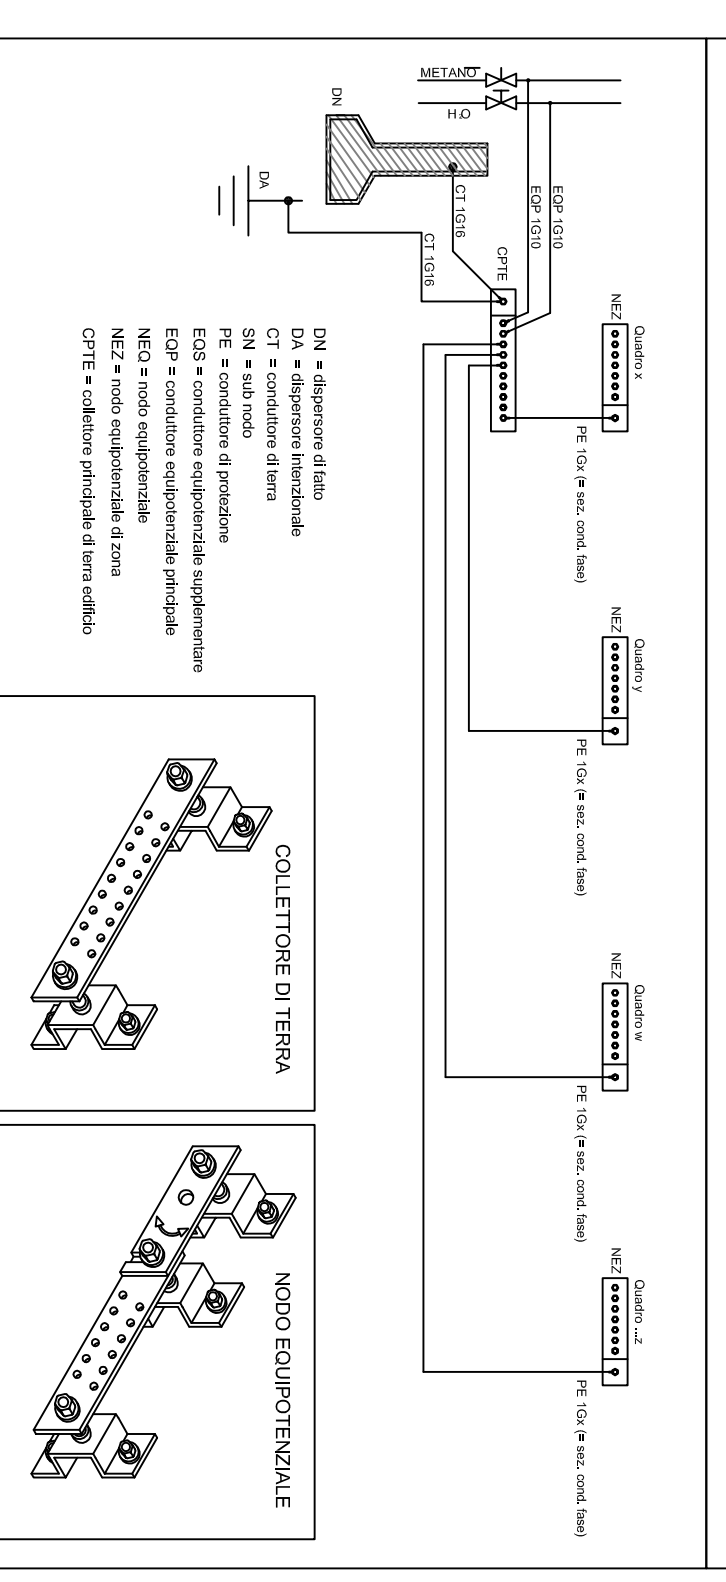 METANO
H2O
DN
DA
CT 1G16
CT 1G16
EQP 1G10
EQP 1G10
CPTE
NEZ
Quadro x
PE 1Gx (= sez. cond. fase)
NEZ
Quadro y
PE 1Gx (= sez. cond. fase)
NEZ
Quadro w
PE 1Gx (= sez. cond. fase)
NEZ
Quadro ...z
PE 1Gx (= sez. cond. fase)
DN = dispersore di fatto
DA = dispersore intenzionale
CT = conduttore di terra
SN = sub nodo
PE = conduttore di protezione
EQS = conduttore equipotenziale supplementare
EQP = conduttore equipotenziale principale
NEQ = nodo equipotenziale
NEZ = nodo equipotenziale di zona
CPTE = collettore principale di terra edificio
COLLETTORE DI TERRA
NODO EQUIPOTENZIALE